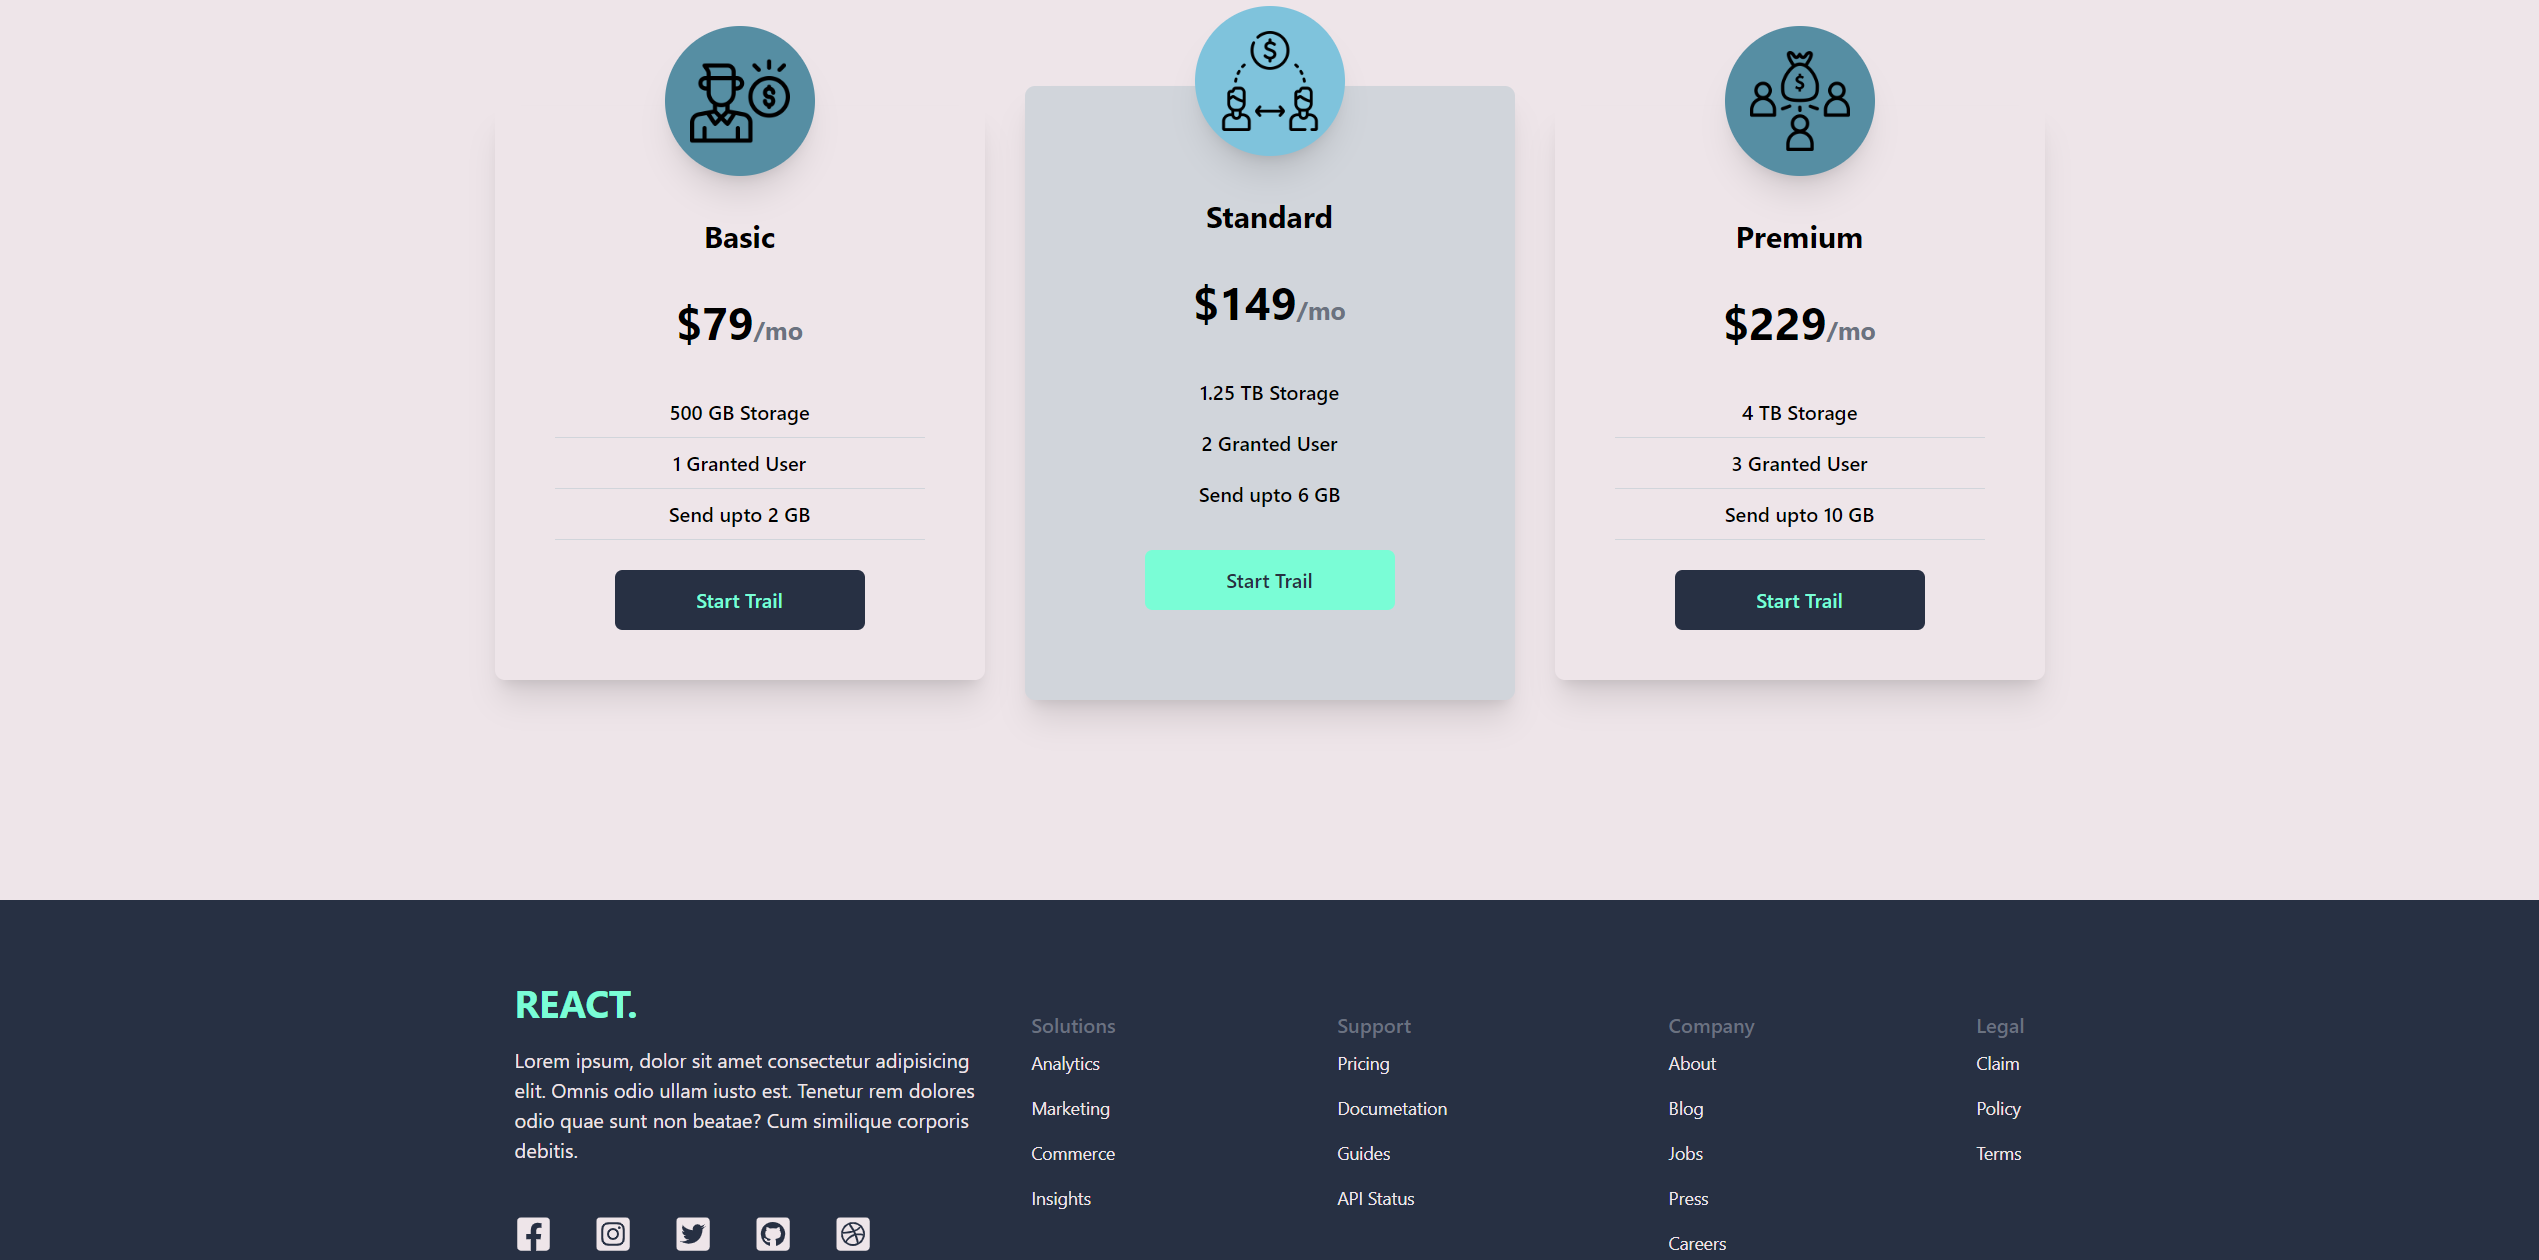 Basic
$79/mo
500 GB Storage
1 Granted User
Send upto 2 GB
Start Trail
Standard
$149/mo
1.25 TB Storage
2 Granted User
Send upto 6 GB
Start Trail
Premium
$229/mo
4 TB Storage
3 Granted User
Send upto 10 GB
Start Trail
REACT.
Lorem ipsum, dolor sit amet consectetur adipisicing
elit. Omnis odio ullam iusto est. Tenetur rem dolores
odio quae sunt non beatae? Cum similique corporis
debitis.
Solutions
Analytics
Marketing
Commerce
Insights
Support
Pricing
Documetation
Guides
API Status
Company
About
Blog
Jobs
Press
Careers
Legal
Claim
Policy
Terms